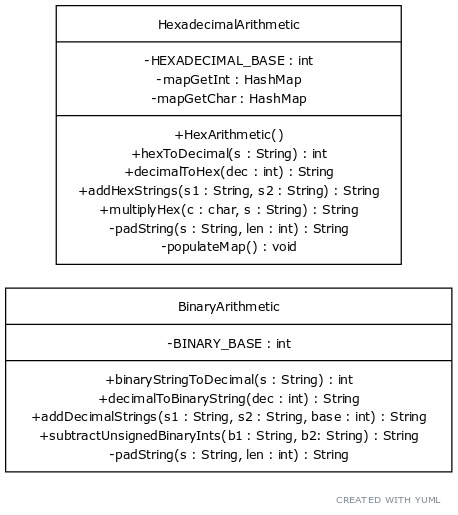 HexadecimalArithmetic
-HEXADECIMAL_BASE : int
-mapGetInt : HashMap
-mapGetChar : HashMap
+HexArithmetic()
+hexToDecimal(s : String) : int
+decimalToHex(dec : int) : String
+addHexStrings(s1 : String, s2 : String) : String
+multiplyHex(c : char, s : String) : String
-padString(s : String, len : int) : String
-populateMap() : void
BinaryArithmetic
-BINARY_BASE : int
+binaryStringToDecimal(s : String) : int
+decimalToBinaryString(dec : int) : String
+addDecimalStrings(s1 : String, s2 : String, base : int) : String
+subtractUnsignedBinaryInts(b1 : String, b2: String) : String
-padString(s : String, len : int) : String
CREATED WITH YUML